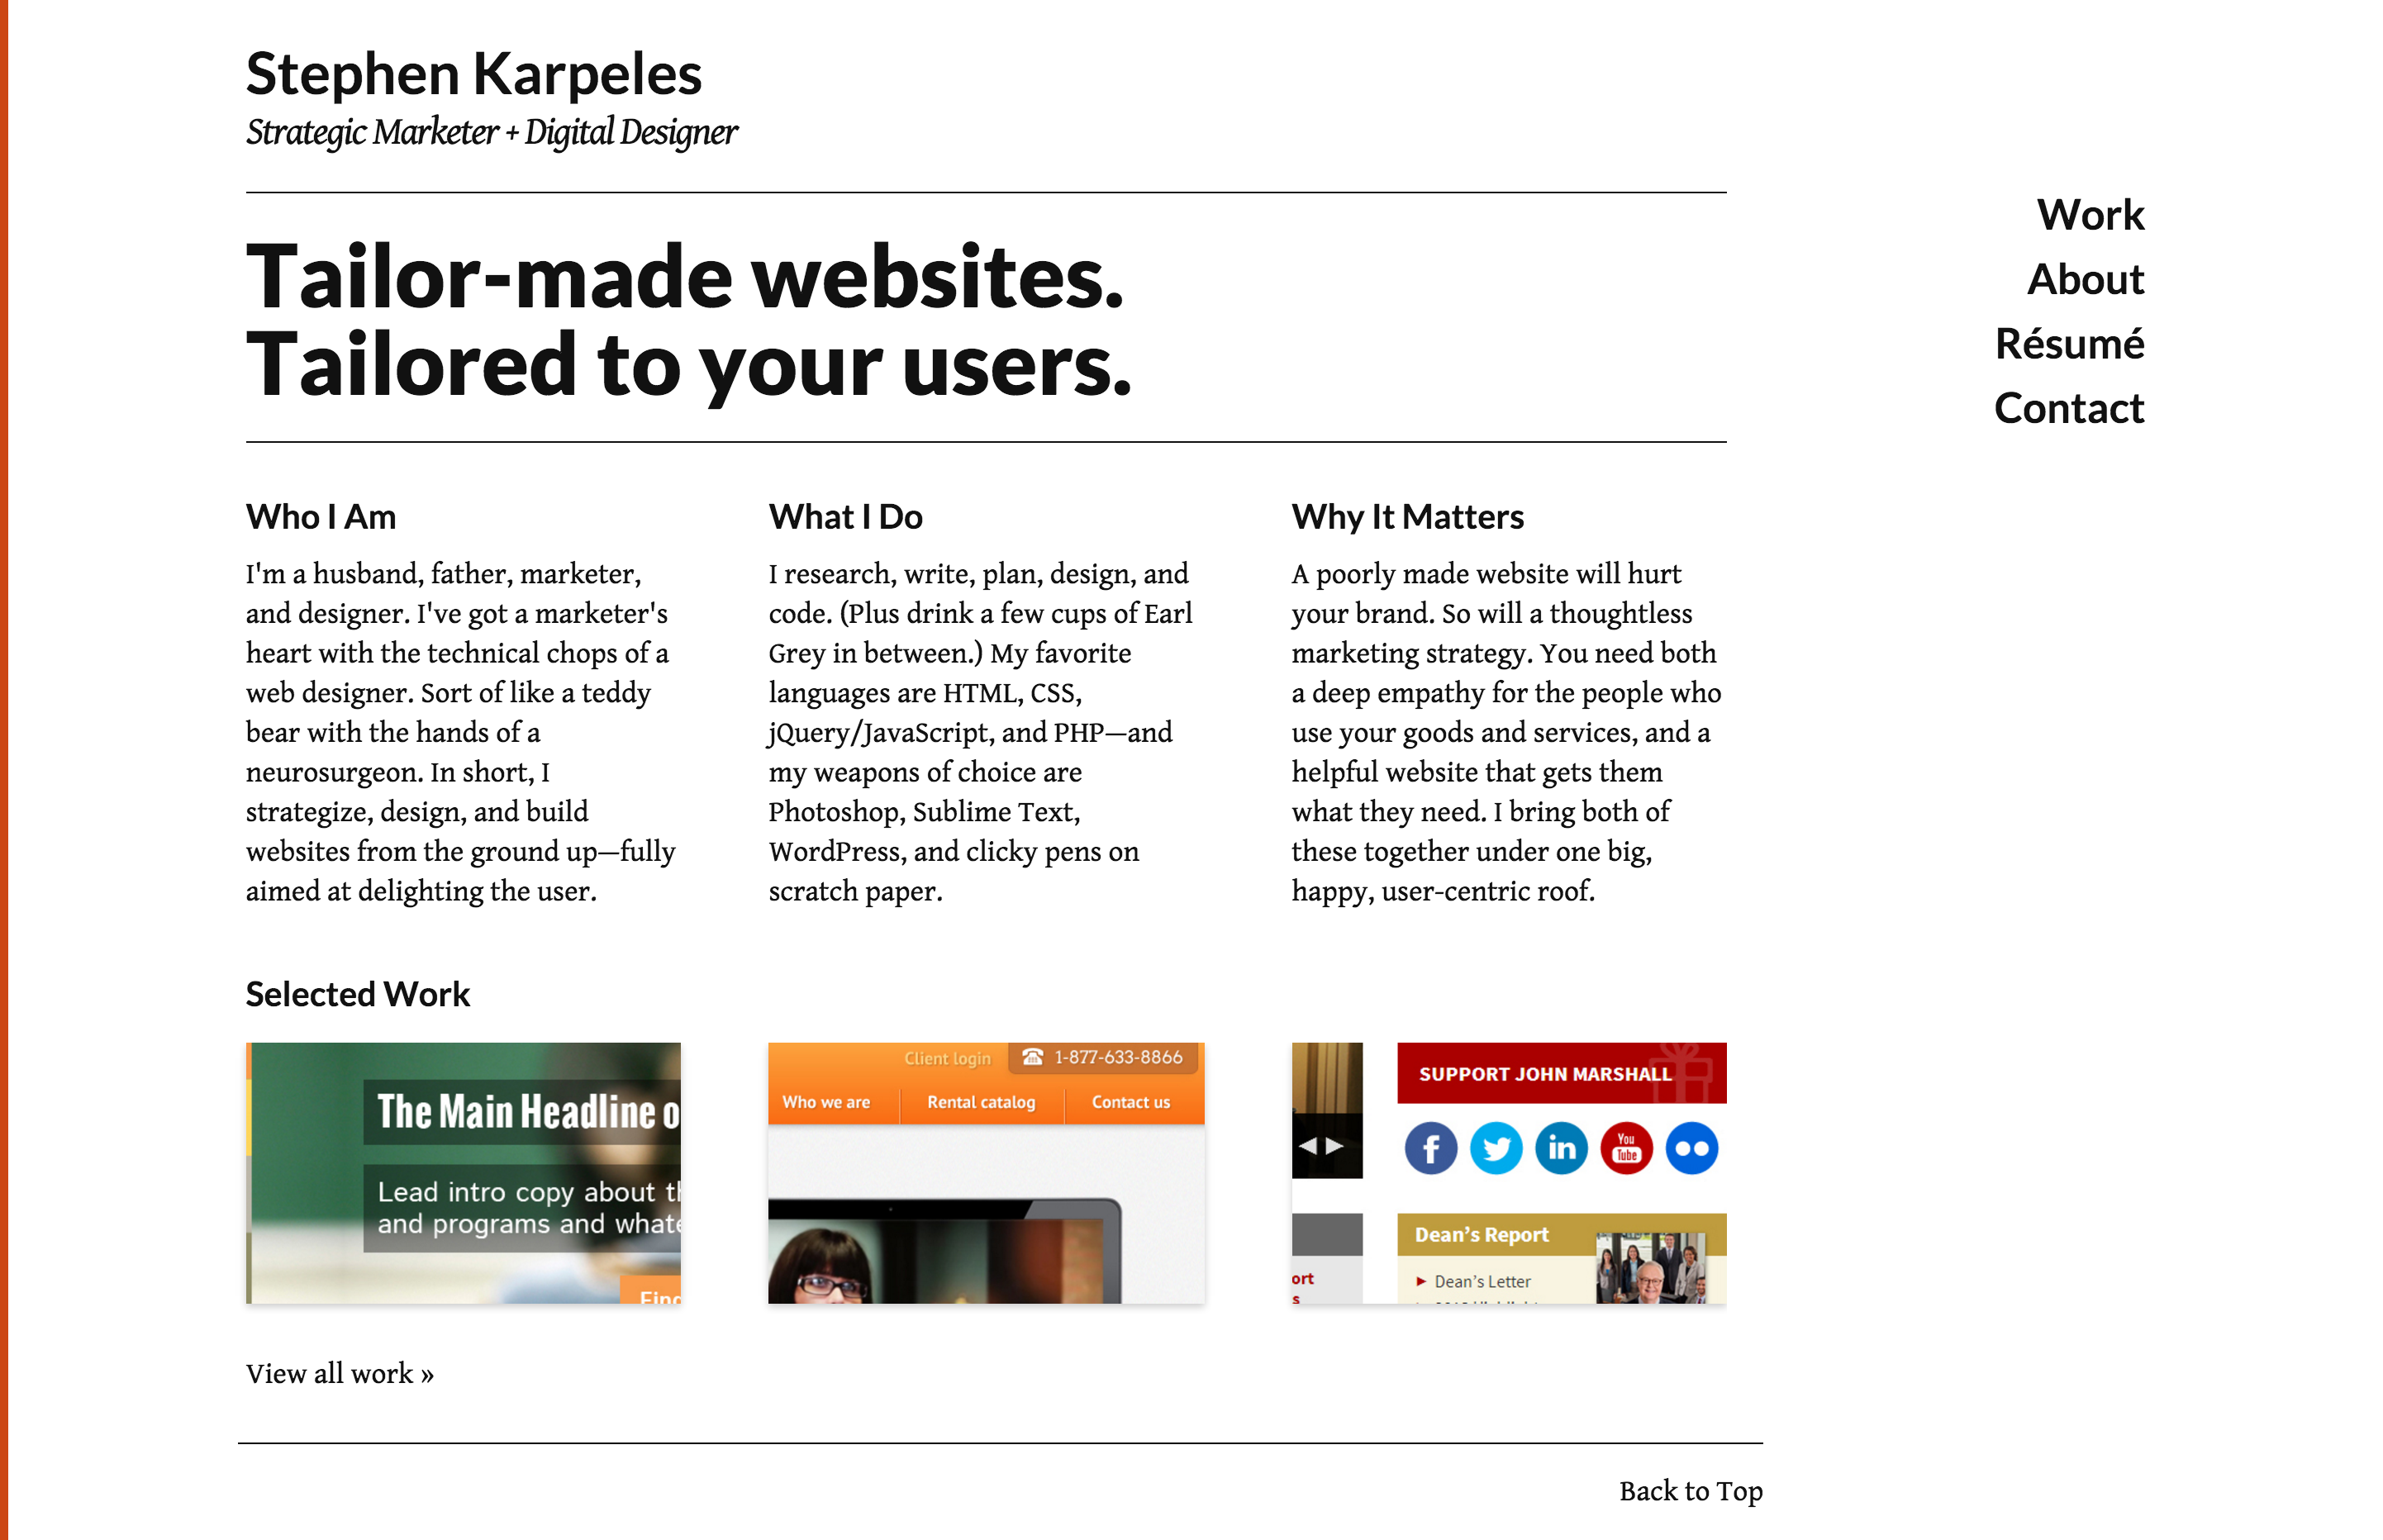 Stephen Karpeles
Strategic Marketer + Digital Designer
Work
About
Résumé
Contact
Tailor-made websites.
Tailored to your users.
Who I Am
I'm a husband, father, marketer,
and designer. I've got a marketer's
heart with the technical chops of a
web designer. Sort of like a teddy
bear with the hands of a
neurosurgeon. In short, I
strategize, design, and build
websites from the ground up—fully
aimed at delighting the user.
What I Do
I research, write, plan, design, and
code. (Plus drink a few cups of Earl
Grey in between.) My favorite
languages are HTML, CSS,
jQuery/JavaScript, and PHP—and
my weapons of choice are
Photoshop, Sublime Text,
WordPress, and clicky pens on
scratch paper.
Why It Matters
A poorly made website will hurt
your brand. So will a thoughtless
marketing strategy. You need both
a deep empathy for the people who
use your goods and services, and a
helpful website that gets them
what they need. I bring both of
these together under one big,
happy, user-centric roof.
Selected Work
The Main Headline o
Lead intro copy about th
and programs and whate
Find
Client login 1-877-633-8866
Who we are Rental catalog Contact us
SUPPORT JOHN MARSHALL
f in You Tube
Dean's Report
ort
s
Dean's Letter
View all work »
Back to Top